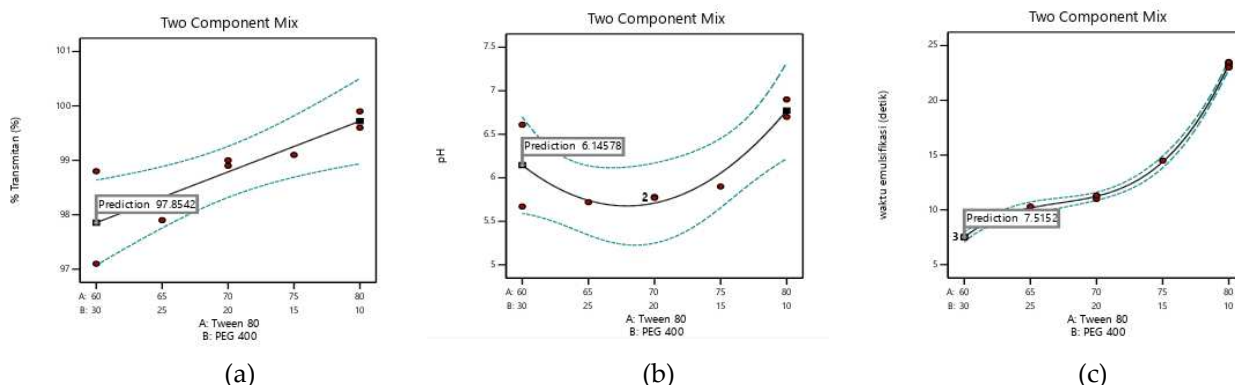 Two Component Mix
% Transmitan (%)
101
100
99
98
97
Prediction 97.8542
A: 60 65 70 75 80
B: 30 25 20 15 10
A: Tween 80
B: PEG 400
(a)
Two Component Mix
pH
7.5
7
6.5
6
5.5
5
Prediction 6.14578
2
A: 60 65 70 75 80
B: 30 25 20 15 10
A: Tween 80
B: PEG 400
(b)
Two Component Mix
waktu emulsifikasi (detik)
25
20
15
10
5
Prediction 7.5152
3
A: 60 65 70 75 80
B: 30 25 20 15 10
A: Tween 80
B: PEG 400
(c)